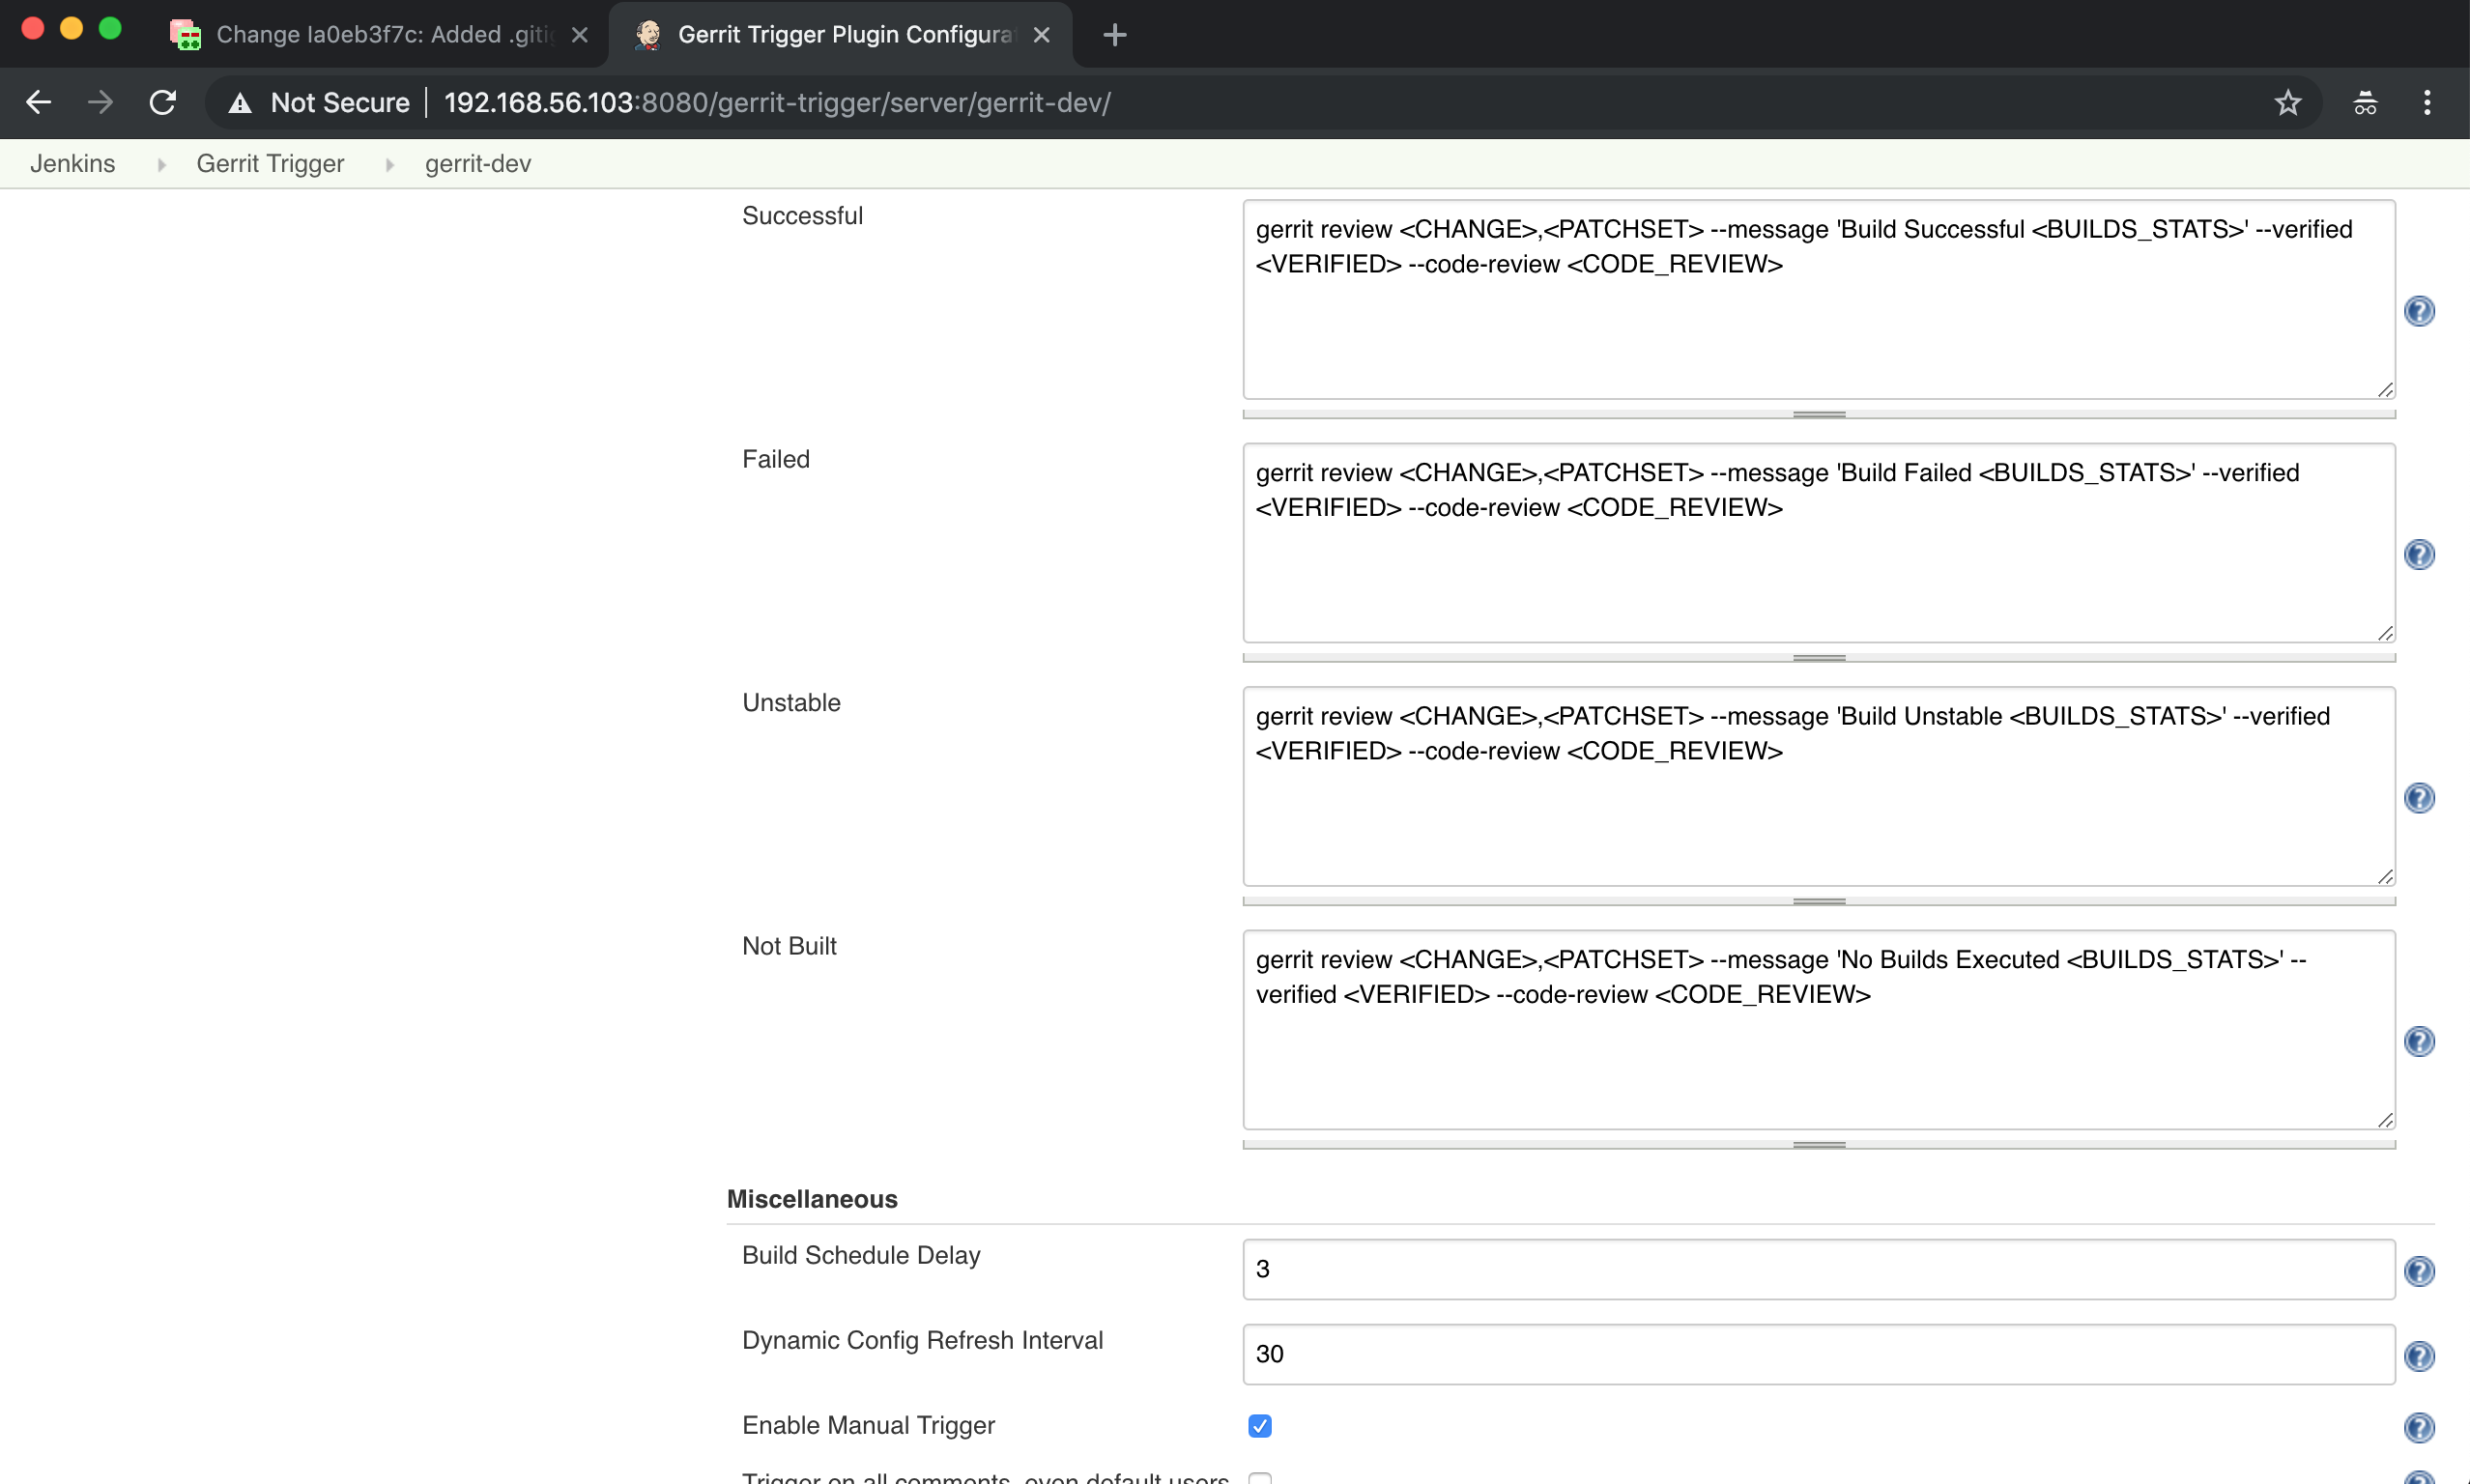 Change Ia0eb3f7c: Added .gitig
Gerrit Trigger Plugin Configurat
Not Secure 192.168.56.103:8080/gerrit-trigger/server/gerrit-dev/
Jenkins Gerrit Trigger gerrit-dev
Successful
gerrit review <CHANGE>,<PATCHSET> --message 'Build Successful <BUILDS_STATS>' --verified
<VERIFIED> --code-review <CODE_REVIEW>
Failed
gerrit review <CHANGE>,<PATCHSET> --message 'Build Failed <BUILDS_STATS>' --verified
<VERIFIED> --code-review <CODE_REVIEW>
Unstable
gerrit review <CHANGE>,<PATCHSET> --message 'Build Unstable <BUILDS_STATS>' --verified
<VERIFIED> --code-review <CODE_REVIEW>
Not Built
gerrit review <CHANGE>,<PATCHSET> --message 'No Builds Executed <BUILDS_STATS>' --
verified <VERIFIED> --code-review <CODE_REVIEW>
Miscellaneous
Build Schedule Delay
3
Dynamic Config Refresh Interval
30
Enable Manual Trigger
Trigger on all comments, even default users